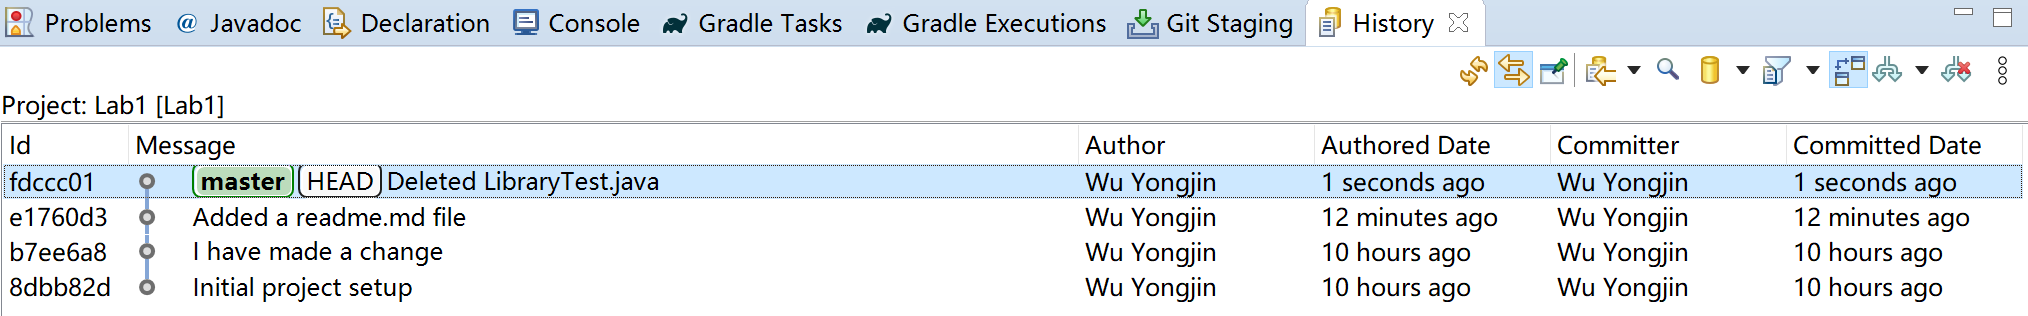 Problems @ Javadoc Declaration Console Gradle Tasks Gradle Executions Git Staging History
Project: Lab1 [Lab1]
Id Message Author Authored Date Committer Committed Date
fdccc01 master HEAD Deleted LibraryTest.java Wu Yongjin 1 seconds ago Wu Yongjin 1 seconds ago
e1760d3 Added a readme.md file Wu Yongjin 12 minutes ago Wu Yongjin 12 minutes ago
b7ee6a8 I have made a change Wu Yongjin 10 hours ago Wu Yongjin 10 hours ago
8dbb82d Initial project setup Wu Yongjin 10 hours ago Wu Yongjin 10 hours ago